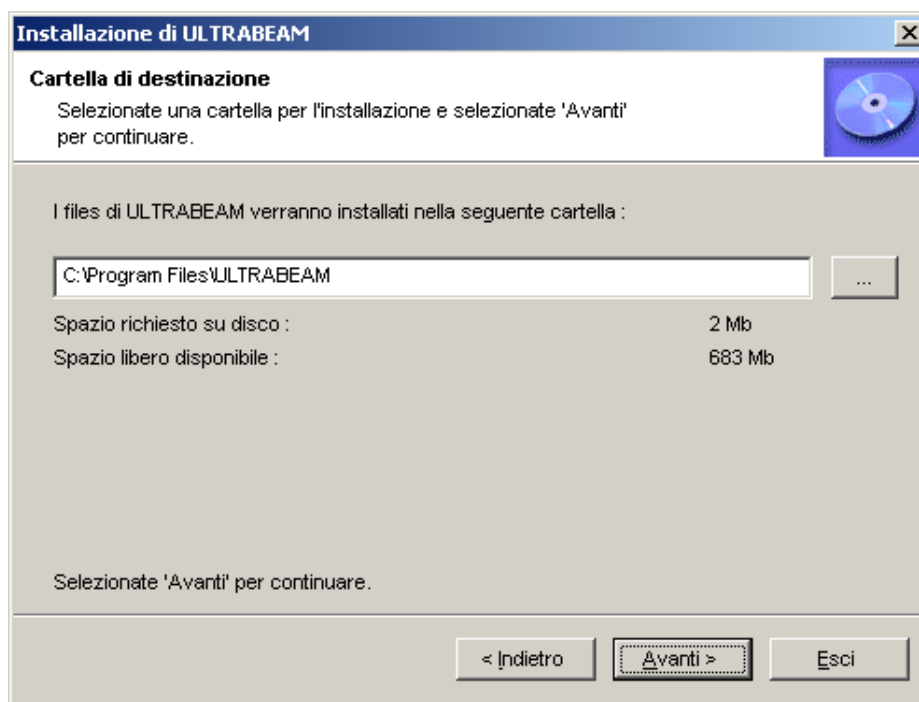 Installazione di ULTRABEAM
Cartella di destinazione
Selezionate una cartella per l'installazione e selezionate 'Avanti'
per continuare.
I files di ULTRABEAM verranno installati nella seguente cartella :
C:\Program Files\ULTRABEAM
...
Spazio richiesto su disco : 2 Mb
Spazio libero disponibile : 683 Mb
Selezionate 'Avanti' per continuare.
< Indietro Avanti > Esci